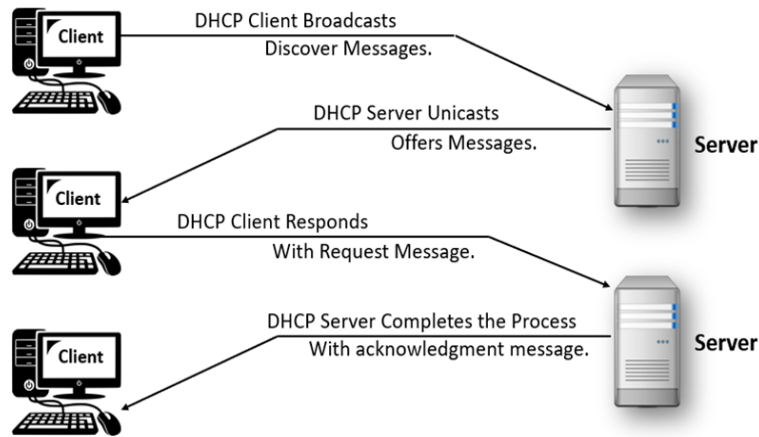 Client
DHCP Client Broadcasts
Discover Messages.
DHCP Server Unicasts
Offers Messages.
Server
Client
DHCP Client Responds
With Request Message.
DHCP Server Completes the Process
With acknowledgment message.
Server
Client